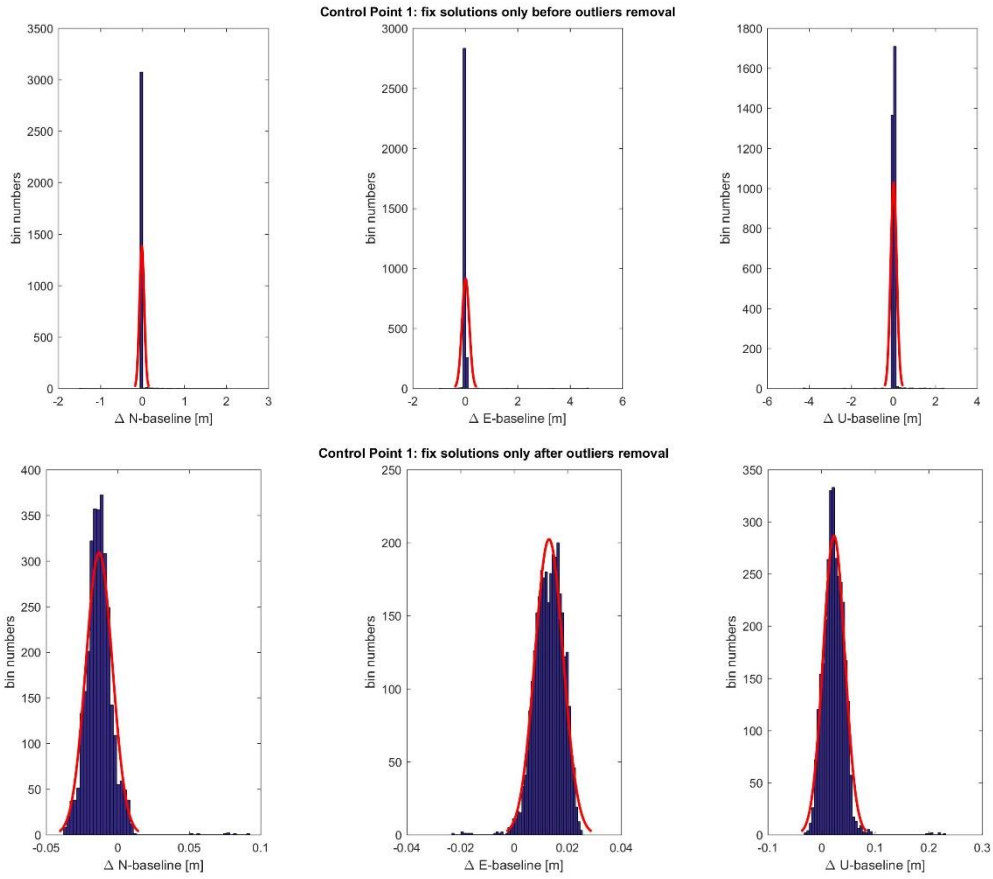 Control Point 1: fix solutions only before outliers removal
bin numbers
3500
3000
2500
2000
1500
1000
500
0
-2 -1 0 1 2 3
Δ N-baseline [m]
bin numbers
3000
2500
2000
1500
1000
500
0
-2 0 2 4 6
Δ E-baseline [m]
bin numbers
1800
1600
1400
1200
1000
800
600
400
200
0
-6 -4 -2 0 2 4
Δ U-baseline [m]
Control Point 1: fix solutions only after outliers removal
bin numbers
400
350
300
250
200
150
100
50
0
-0.05 0 0.05 0.1
Δ N-baseline [m]
bin numbers
250
200
150
100
50
0
-0.04 -0.02 0 0.02 0.04
Δ E-baseline [m]
bin numbers
350
300
250
200
150
100
50
0
-0.1 0 0.1 0.2 0.3
Δ U-baseline [m]